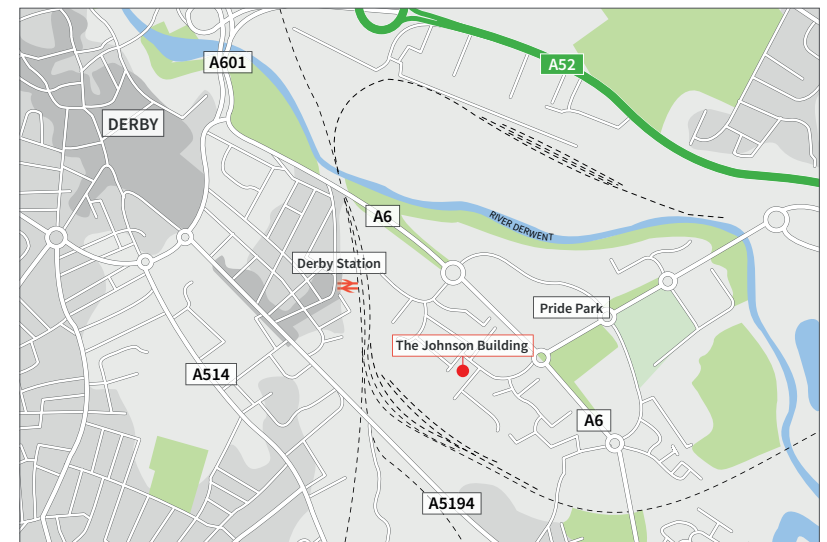 A601
A52
DERBY
A6
RIVER DERWENT
Derby Station
Pride Park
The Johnson Building
A514
A6
A5194